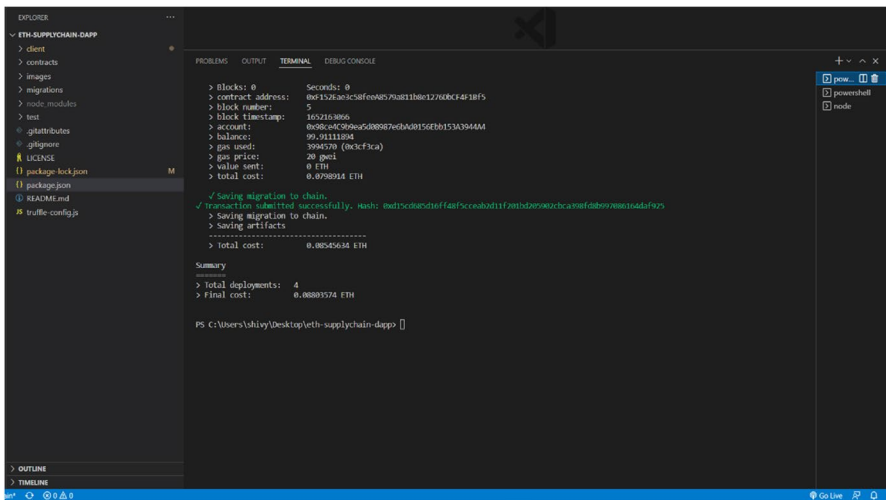 EXPLORER
ETH-SUPPLYCHAIN-DAPP
client
contracts
images
migrations
node_modules
test
.gitattributes
.gitignore
LICENSE
package-lock.json M
package.json
README.md
JS truffle-config.js
OUTLINE
TIMELINE
PROBLEMS OUTPUT TERMINAL DEBUG CONSOLE
> Blocks: 0 Seconds: 0
> contract address:
> block number: 5
> block timestamp: 1652163066
> account:
> balance: 99.91111894
> gas used: 3994570 (0x3cf3ca)
> gas price: 20 gwei
> value sent: 0 ETH
> total cost: 0.0798914 ETH
√ Saving migration to chain.
√ Transaction submitted successfully. Hash:
> Saving migration to chain.
> Saving artifacts
-------------------------------------
> Total cost: 0.08545634 ETH
Summary
=======
> Total deployments: 4
> Final cost: 0.08803574 ETH
PS C:\Users\shivy\Desktop\eth-supplychain-dapp>
pow...
powershell
node
0 0
Go Live